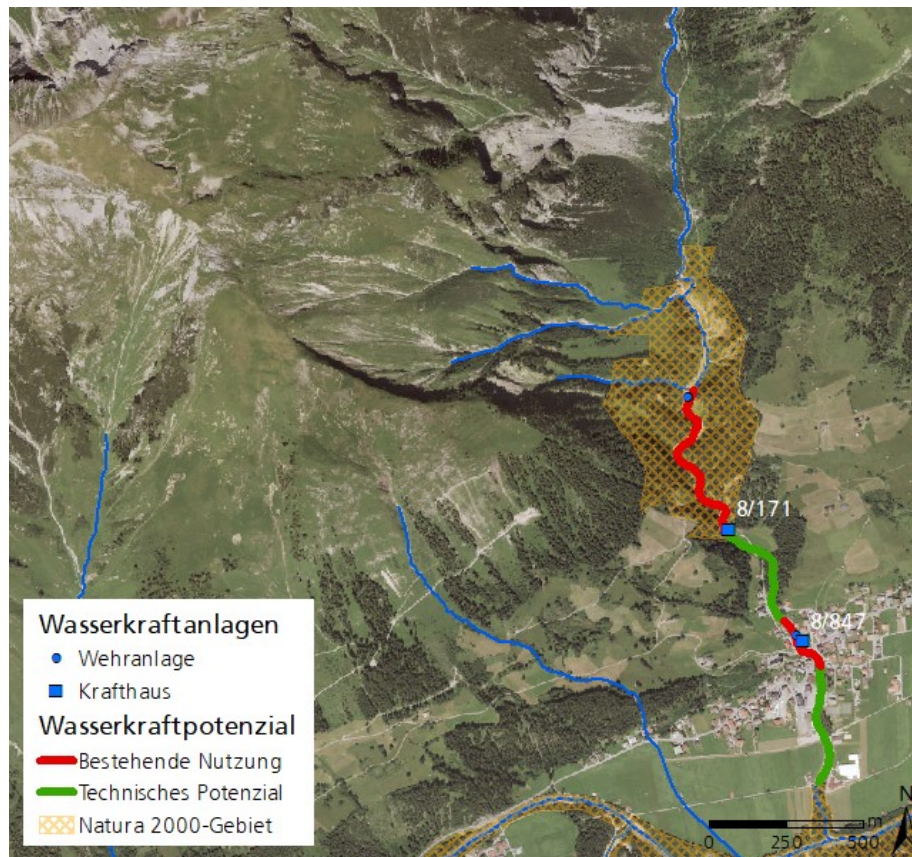 8/171
8/847
Wasserkraftanlagen
Wehranlage
Krafthaus
Wasserkraftpotenzial
Bestehende Nutzung
Technisches Potenzial
Natura 2000-Gebiet
N
m
0 250 500